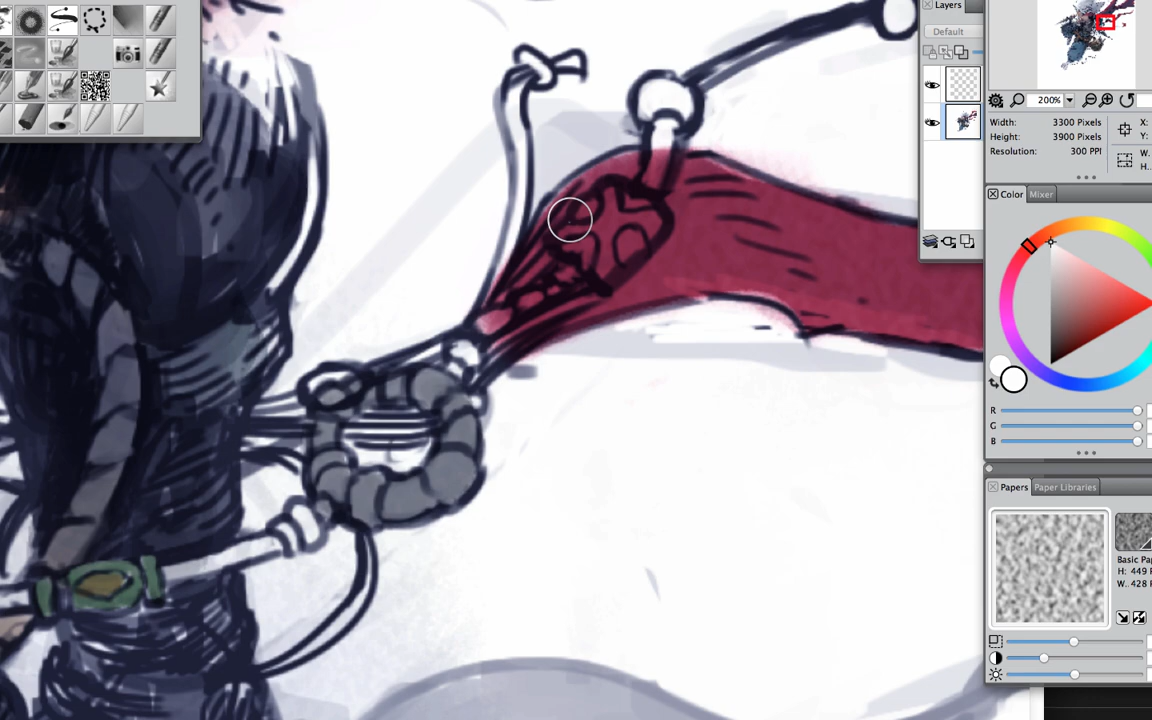 Layers
Default
200%
Width: 3300 Pixels
Height: 3900 Pixels
Resolution: 300 PPI
X:
Y:
W.
H.
Color Mixer
R
G
B
Papers Paper Libraries
Basic Pa
H: 449 P
W.. 428 P